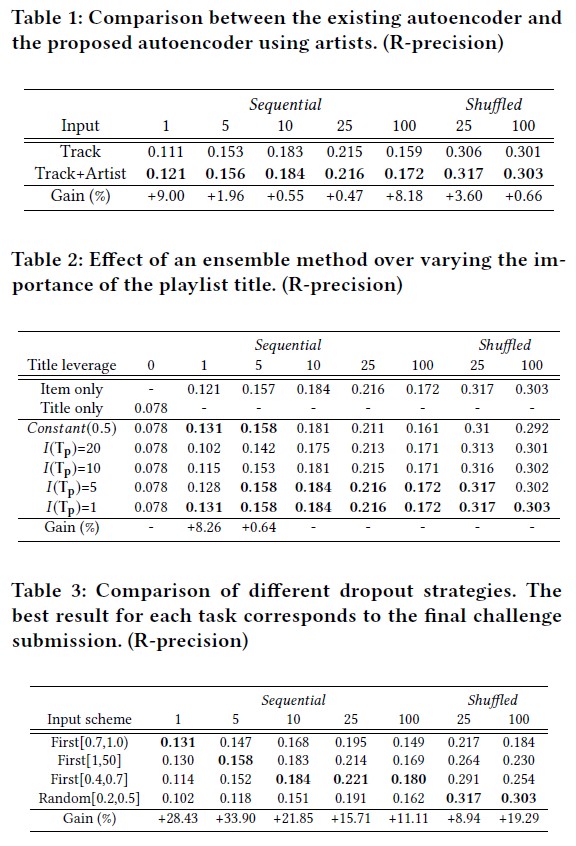 Table 1: Comparison between the existing autoencoder and
the proposed autoencoder using artists. (R-precision)
Sequential Shuffled
Input 1 5 10 25 100 25 100
Track 0.111 0.153 0.183 0.215 0.159 0.306 0.301
Track+Artist 0.121 0.156 0.184 0.216 0.172 0.317 0.303
Gain (%) +9.00 +1.96 +0.55 +0.47 +8.18 +3.60 +0.66
Table 2: Effect of an ensemble method over varying the im-
portance of the playlist title. (R-precision)
Sequential Shuffled
Title leverage 0 1 5 10 25 100 25 100
Item only - 0.121 0.157 0.184 0.216 0.172 0.317 0.303
Title only 0.078 - - - - - - -
Constant(0.5) 0.078 0.131 0.158 0.181 0.211 0.161 0.31 0.292
I(Tp)=20 0.078 0.102 0.142 0.175 0.213 0.171 0.313 0.301
I(Tp)=10 0.078 0.115 0.153 0.181 0.215 0.171 0.316 0.302
I(Tp)=5 0.078 0.128 0.158 0.184 0.216 0.172 0.317 0.302
I(Tp)=1 0.078 0.131 0.158 0.184 0.216 0.172 0.317 0.303
Gain (%) - +8.26 +0.64 - - - - -
Table 3: Comparison of different dropout strategies. The
best result for each task corresponds to the final challenge
submission. (R-precision)
Sequential Shuffled
Input scheme 1 5 10 25 100 25 100
First[0.7,1.0) 0.131 0.147 0.168 0.195 0.149 0.217 0.184
First[1,50] 0.130 0.158 0.183 0.214 0.169 0.264 0.230
First[0.4,0.7] 0.114 0.152 0.184 0.221 0.180 0.291 0.254
Random[0.2,0.5] 0.102 0.118 0.151 0.191 0.162 0.317 0.303
Gain (%) +28.43 +33.90 +21.85 +15.71 +11.11 +8.94 +19.29